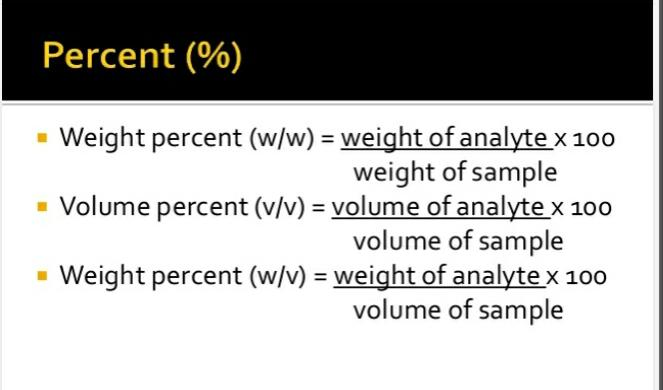 Percent (%)
Weight percent (w/w) = weight of analyte x 100
weight of sample
Volume percent (v/v) = volume of analyte x 100
volume of sample
Weight percent (w/v) = weight of analyte x 100
volume of sample